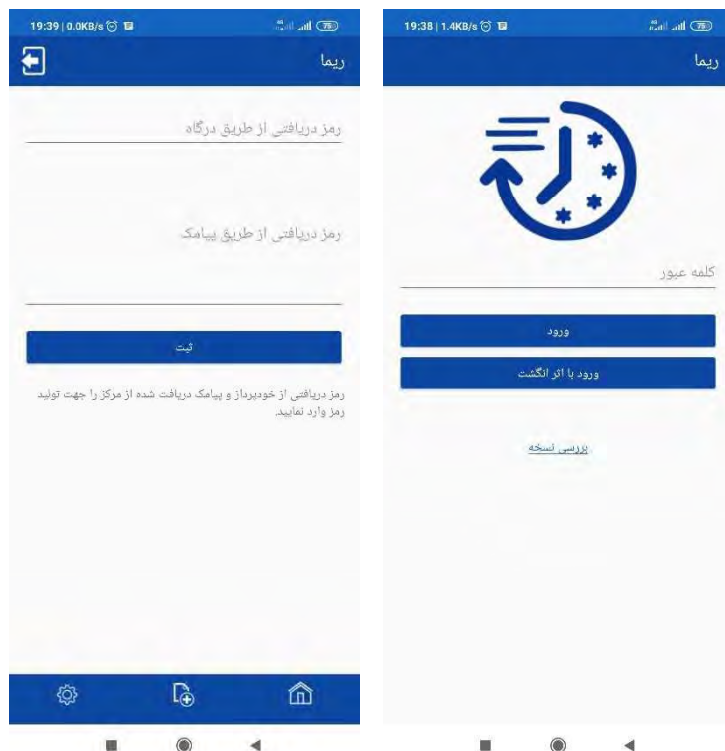 19:38 | 1.4KB/s
75
ریما
کلمه عبور
ورود
ورود با اثر انگشت
بررسی نسخه
19:39 | 0.0KB/s
75
ریما
رمز دریافتی از طریق درگاه
رمز دریافتی از طریق پیامک
ثبت
رمز دریافتی از خودپرداز و پیامک دریافت شده از مرکز را جهت تولید
رمز وارد نمایید.